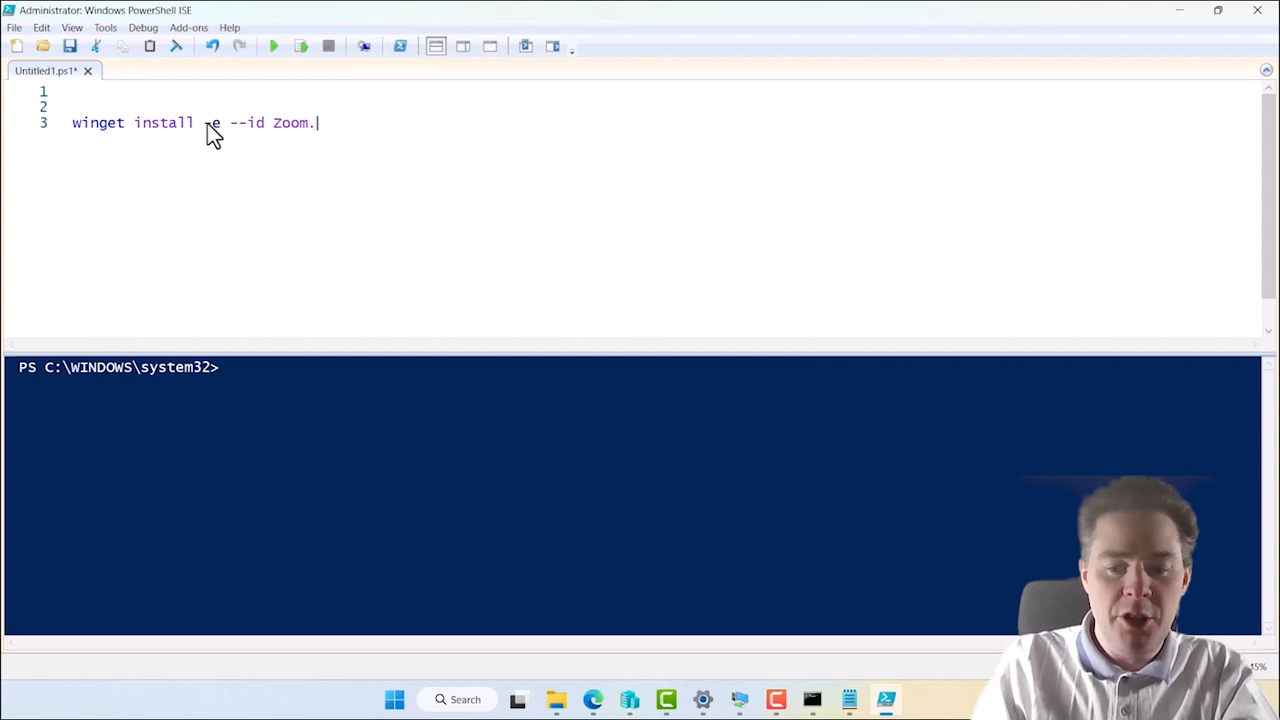 Administrator: Windows PowerShell ISE
File Edit View Tools Debug Add-ons Help
Untitled1.ps1*
1
2
3 winget install -e --id Zoom.
PS C:\WINDOWS\system32>
45%
Search